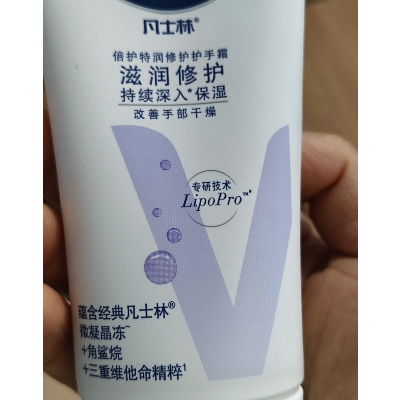 凡士林®
倍护特润修护护手霜
滋润修护
持续深入*保湿
改善手部干燥
专研技术
LipoPro™*
蕴含经典凡士林®
微凝晶冻~
+角鲨烷
+三重维他命精粹¹